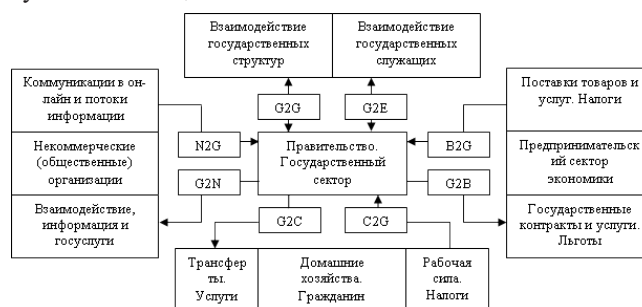 Взаимодействие
государственных
структур
Взаимодействие
государственных
служащих
Коммуникации в он-
лайн и потоки
информации
G2G
G2E
Поставки товаров и
услуг. Налоги
N2G
Правительство.
Государственный
сектор
B2G
Некоммерческие
(общественные)
организации
Предпринимательск
ий сектор
экономики
G2N
G2B
Взаимодействие,
информация и
госуслуги
G2C
C2G
Государственные
контракты и услуги.
Льготы
Трансфер
ты.
Услуги
Домашние
хозяйства.
Гражданин
Рабочая
сила.
Налоги